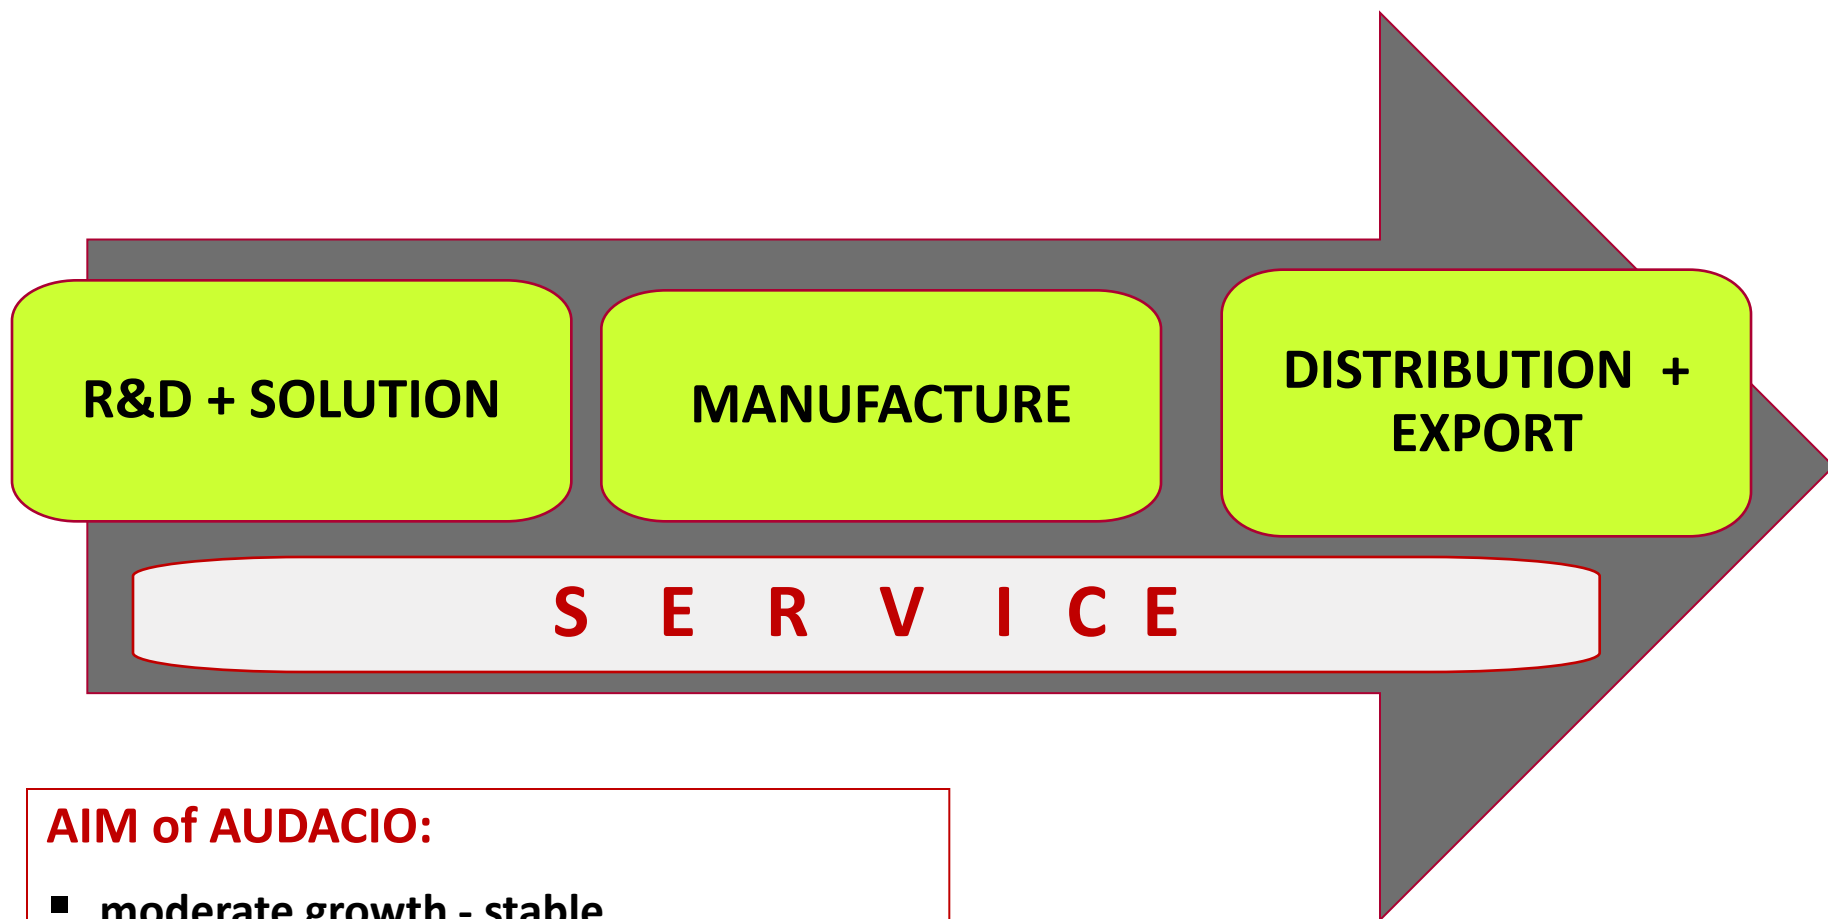 R&D + SOLUTION
MANUFACTURE
DISTRIBUTION +
EXPORT
S E R V I C E
AIM of AUDACIO:
▪ moderate growth - stable